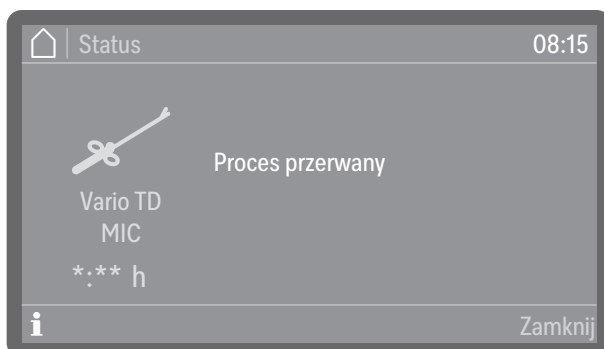 Status 08:15
Proces przerwany
Vario TD
MIC
*:** h
i Zamknij